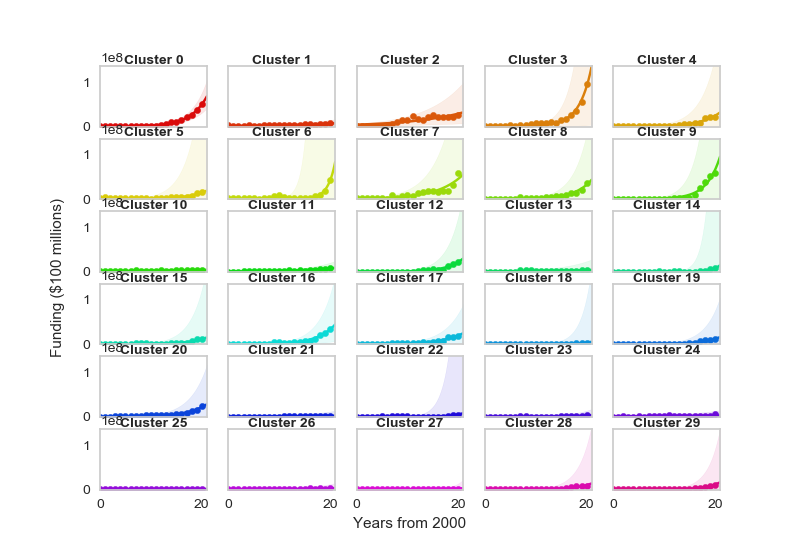 1e8 Cluster 0 Cluster 1 Cluster 2 Cluster 3 Cluster 4
1
0
1e8 Cluster 5 Cluster 6 Cluster 7 Cluster 8 Cluster 9
1
0
1e8 Cluster 10 Cluster 11 Cluster 12 Cluster 13 Cluster 14
1
0
1e8 Cluster 15 Cluster 16 Cluster 17 Cluster 18 Cluster 19
1
0
1e8 Cluster 20 Cluster 21 Cluster 22 Cluster 23 Cluster 24
1
0
1e8 Cluster 25 Cluster 26 Cluster 27 Cluster 28 Cluster 29
1
0
0 20 0 20 0 20 0 20 0 20
Years from 2000
Funding ($100 millions)